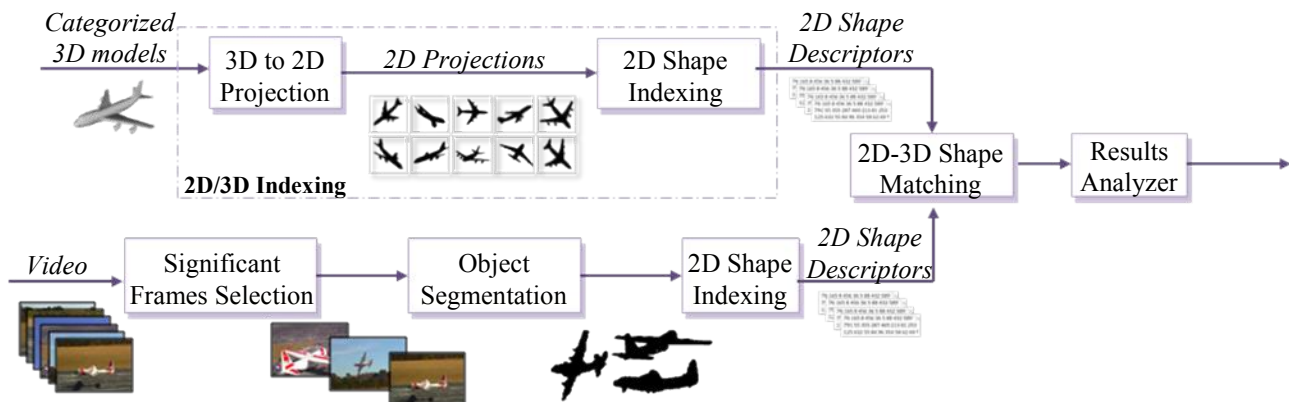 Categorized
3D models
3D to 2D
Projection
2D Projections
2D Shape
Indexing
2D Shape
Descriptors
2D/3D Indexing
2D-3D Shape
Matching
Results
Analyzer
Video
Significant
Frames Selection
Object
Segmentation
2D Shape
Indexing
2D Shape
Descriptors